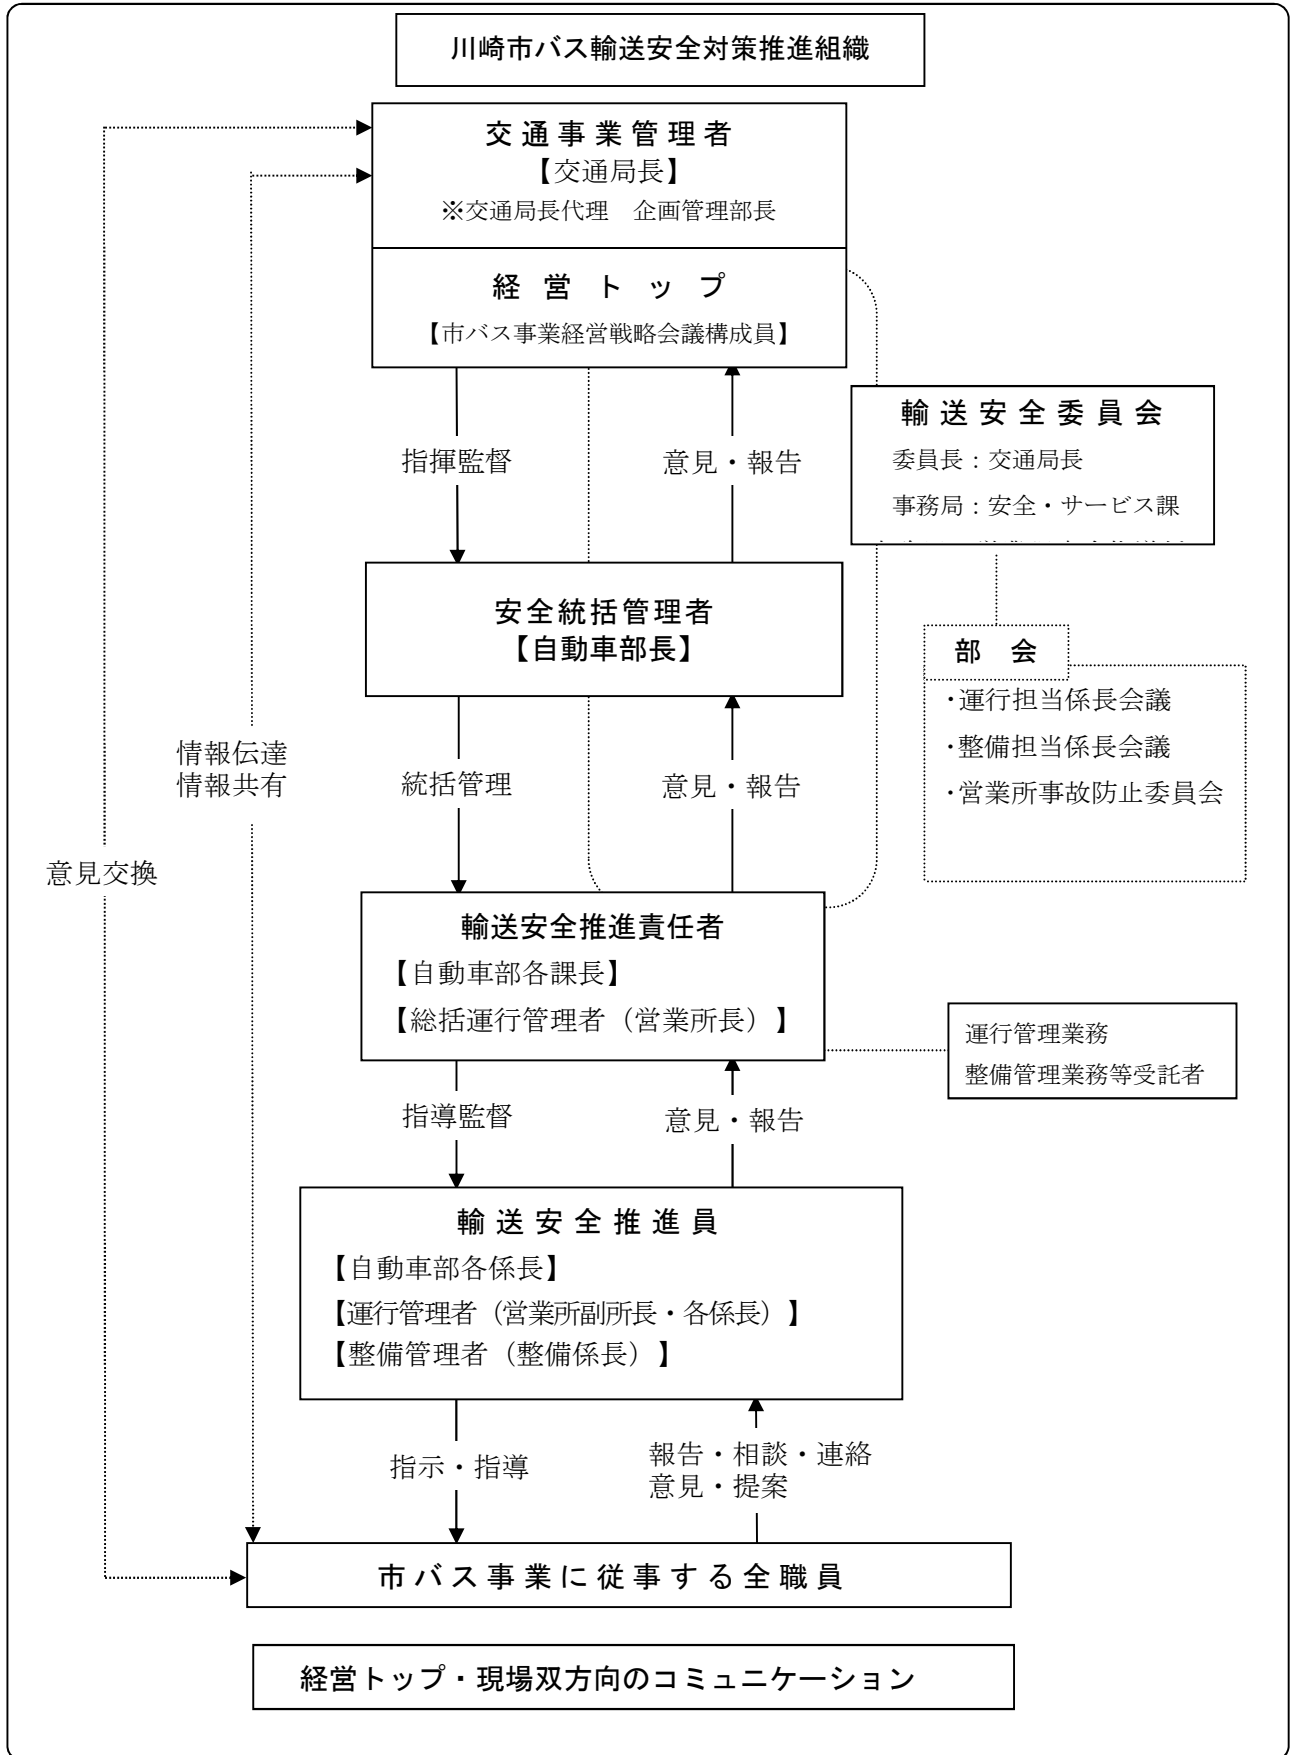 川崎市バス輸送安全対策推進組織
交通事業管理者
【交通局長】
※交通局長代理　企画管理部長
経営トップ
【市バス事業経営戦略会議構成員】
輸送安全委員会
委員長：交通局長
事務局：安全・サービス課
指揮監督
意見・報告
安全統括管理者
【自動車部長】
部　会
・運行担当係長会議
・整備担当係長会議
・営業所事故防止委員会
情報伝達
情報共有
統括管理
意見・報告
意見交換
輸送安全推進責任者
【自動車部各課長】
【総括運行管理者（営業所長）】
運行管理業務
整備管理業務等受託者
指導監督
意見・報告
輸送安全推進員
【自動車部各係長】
【運行管理者（営業所副所長・各係長）】
【整備管理者（整備係長）】
指示・指導
報告・相談・連絡
意見・提案
市バス事業に従事する全職員
経営トップ・現場双方向のコミュニケーション